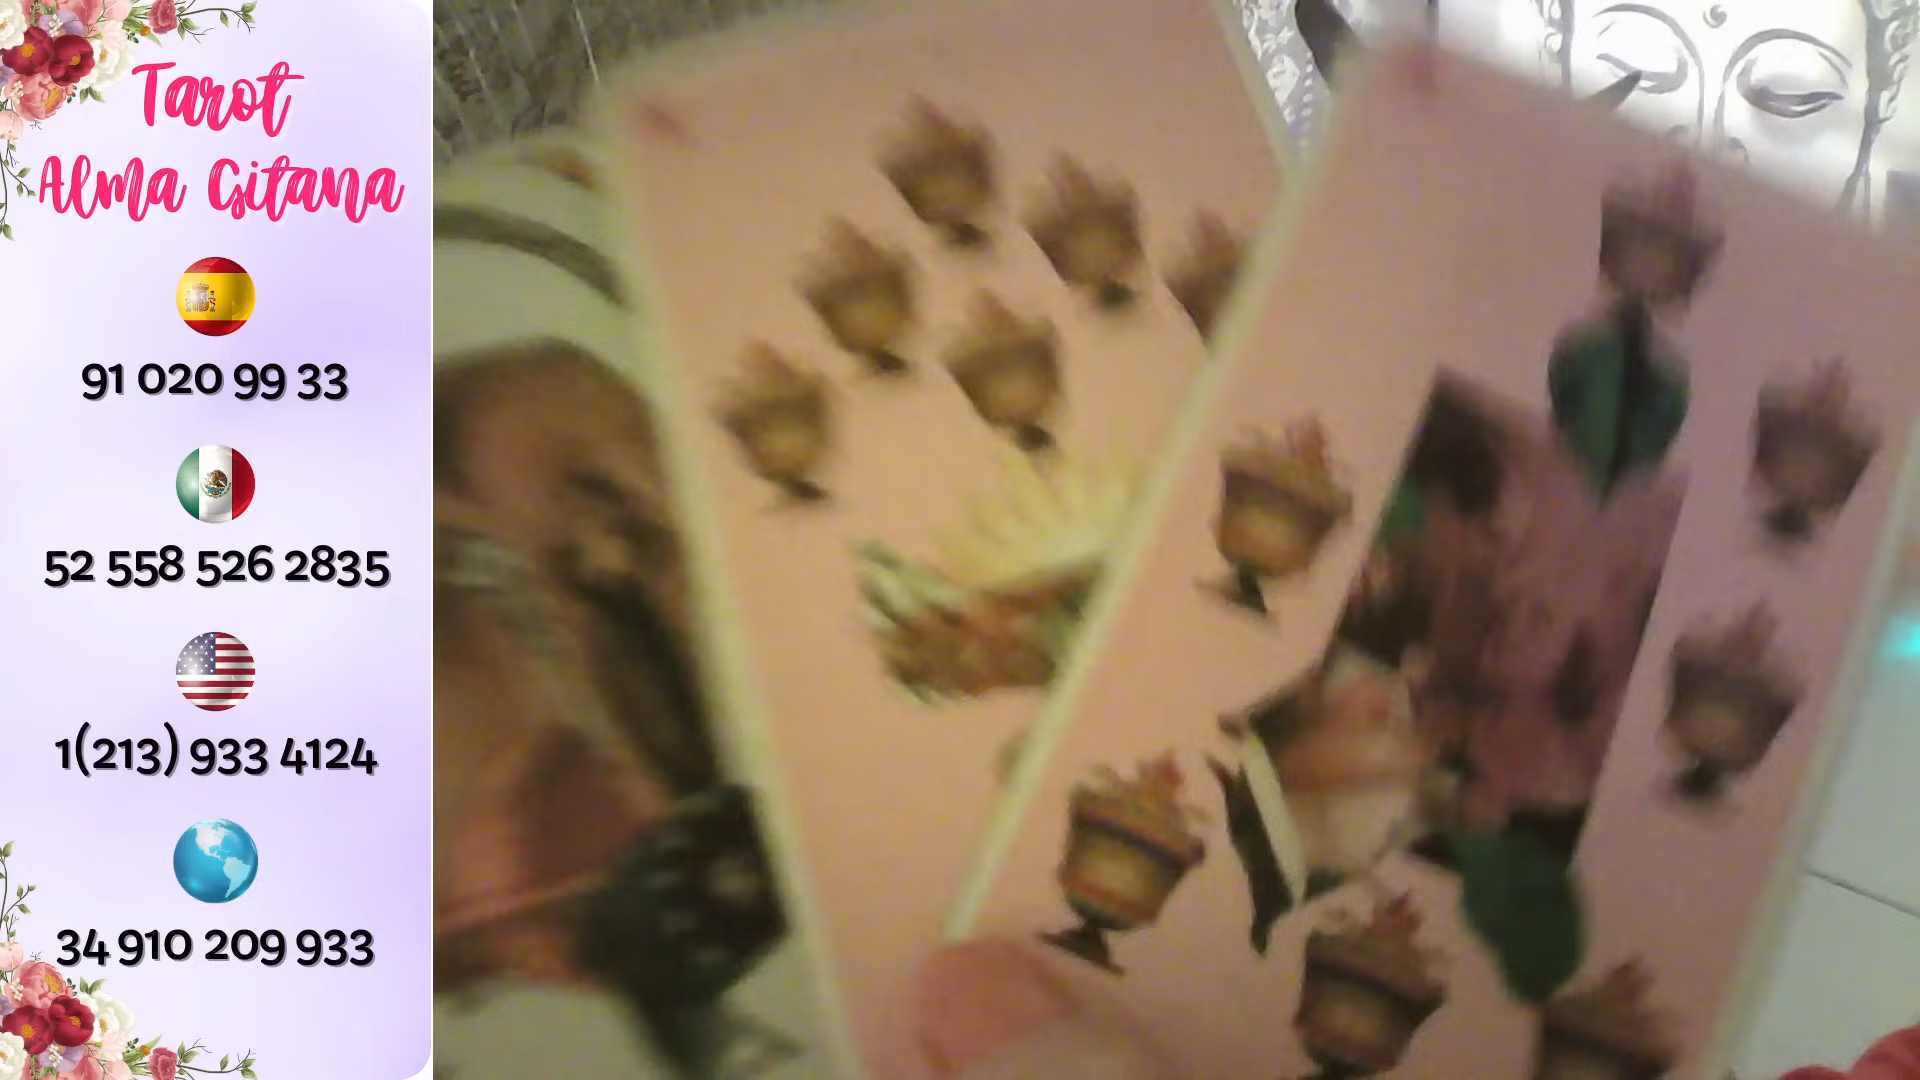 Tarot
Alma Gitana
91 020 99 33
52 558 526 2835
1(213) 933 4124
34 910 209 933